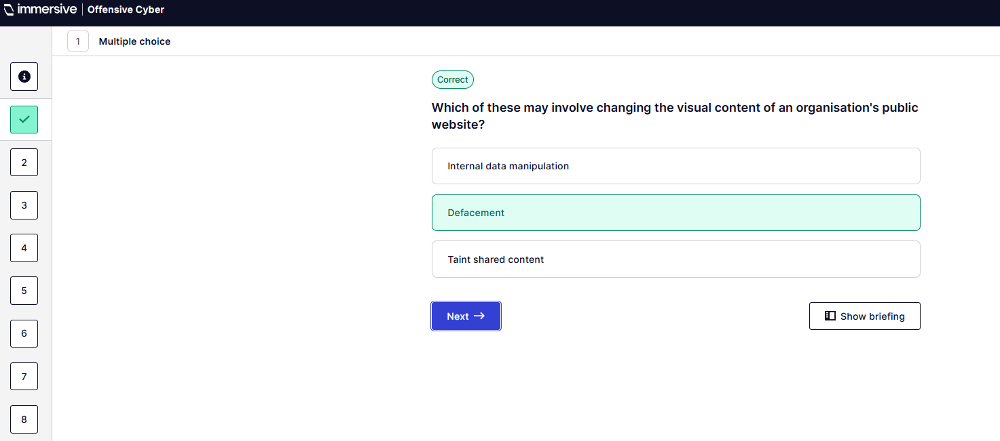 immersive | Offensive Cyber
1 Multiple choice
Correct
Which of these may involve changing the visual content of an organisation's public
website?
Internal data manipulation
Defacement
Taint shared content
Next →
Show briefing
2
3
4
5
6
7
8